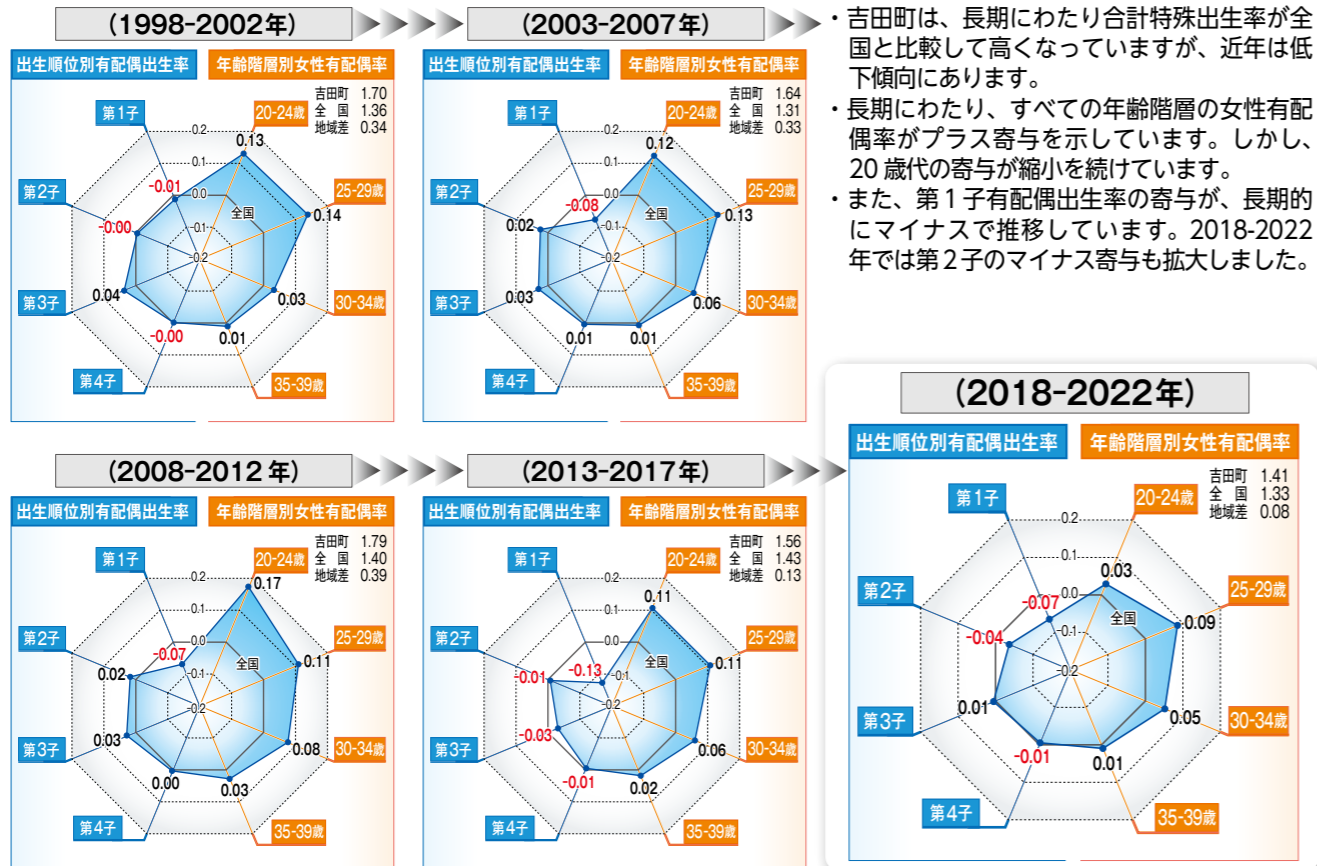 (1998-2002年)
出生順位別有配偶出生率
年齢階層別女性有配偶率
吉田町 1.70
全 国 1.36
地域差 0.34
第1子
20-24歳
0.2
0.13
0.1
第2子
-0.01
0.0
25-29歳
全国
0.14
-0.00
-0.1
-0.2
第3子
0.04
0.03
30-34歳
-0.00
0.01
第4子
35-39歳
(2003-2007年)
出生順位別有配偶出生率
年齢階層別女性有配偶率
吉田町 1.64
全 国 1.31
地域差 0.33
第1子
20-24歳
0.2
0.12
0.1
第2子
0.0
25-29歳
-0.08
全国
0.13
0.02
-0.1
-0.2
第3子
0.03
0.06
30-34歳
0.01
0.01
第4子
35-39歳
・吉田町は、長期にわたり合計特殊出生率が全
国と比較して高くなっていますが、近年は低
下傾向にあります。
・長期にわたり、すべての年齢階層の女性有配
偶率がプラス寄与を示しています。しかし、
20 歳代の寄与が縮小を続けています。
・また、第1子有配偶出生率の寄与が、長期的
にマイナスで推移しています。2018-2022
年では第2子のマイナス寄与も拡大しました。
(2008-2012年)
出生順位別有配偶出生率
年齢階層別女性有配偶率
吉田町 1.79
全 国 1.40
地域差 0.39
第1子
20-24歳
0.2
0.17
0.1
第2子
0.0
25-29歳
-0.07
全国
0.11
0.02
-0.1
-0.2
第3子
0.03
0.08
30-34歳
0.00
0.03
第4子
35-39歳
(2013-2017年)
出生順位別有配偶出生率
年齢階層別女性有配偶率
吉田町 1.56
全 国 1.43
地域差 0.13
第1子
20-24歳
0.2
0.11
0.1
第2子
0.0
25-29歳
-0.01
-0.13
全国
0.11
-0.1
-0.2
第3子
-0.03
0.06
30-34歳
-0.01
0.02
第4子
35-39歳
(2018-2022年)
出生順位別有配偶出生率
年齢階層別女性有配偶率
吉田町 1.41
全 国 1.33
地域差 0.08
第1子
20-24歳
0.2
0.1
0.03
第2子
-0.07
0.0
25-29歳
全国
0.09
-0.04
-0.1
-0.2
第3子
0.01
0.05
30-34歳
-0.01
0.01
第4子
35-39歳